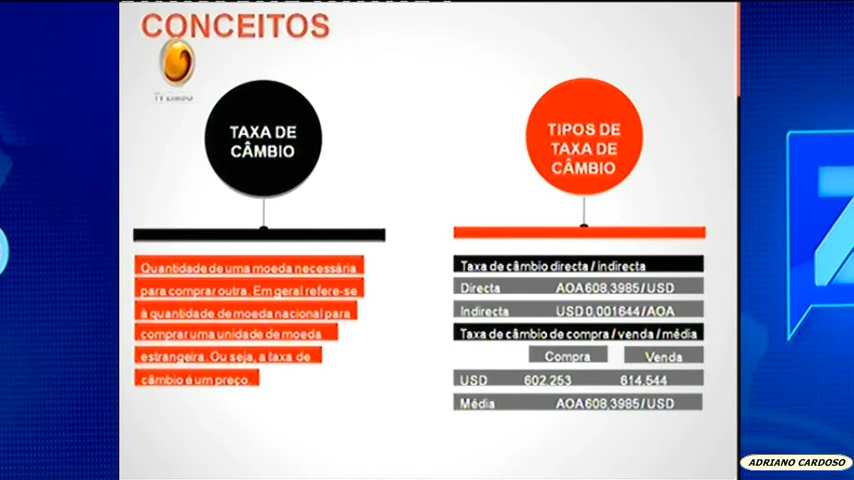 CONCEITOS
TAXA DE
CÂMBIO
Quantidade de uma moeda necessária
para comprar outra. Em geral refere-se
à quantidade de moeda nacional para
comprar uma unidade de moeda
estrangeira. Ou seja, a taxa de
câmbio é um preço.
TIPOS DE
TAXA DE
CÂMBIO
Taxa de câmbio directa / indirecta
Directa AOA 608,3985 / USD
Indirecta USD 0,001644 / AOA
Taxa de câmbio de compra / venda / média
Compra Venda
USD 602.253 614.544
Média AOA 608,3985 / USD
ADRIANO CARDOSO